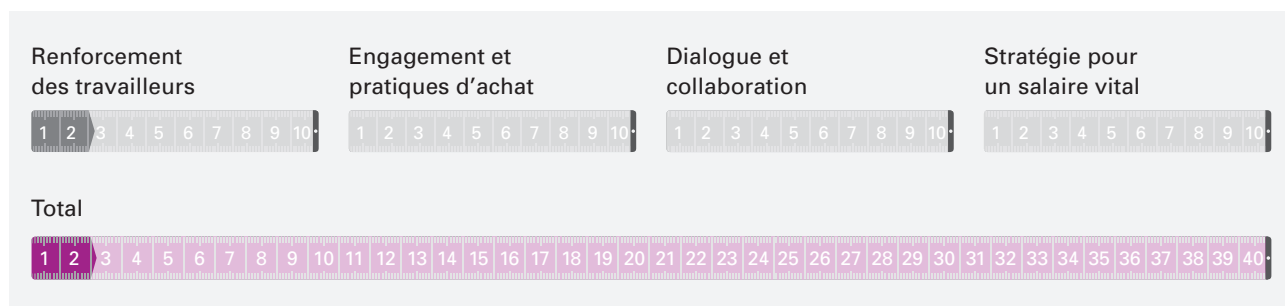 Renforcement
des travailleurs
1 2 3 4 5 6 7 8 9 10
Engagement et
pratiques d’achat
1 2 3 4 5 6 7 8 9 10
Dialogue et
collaboration
1 2 3 4 5 6 7 8 9 10
Stratégie pour
un salaire vital
1 2 3 4 5 6 7 8 9 10
Total
1 2 3 4 5 6 7 8 9 10 11 12 13 14 15 16 17 18 19 20 21 22 23 24 25 26 27 28 29 30 31 32 33 34 35 36 37 38 39 40